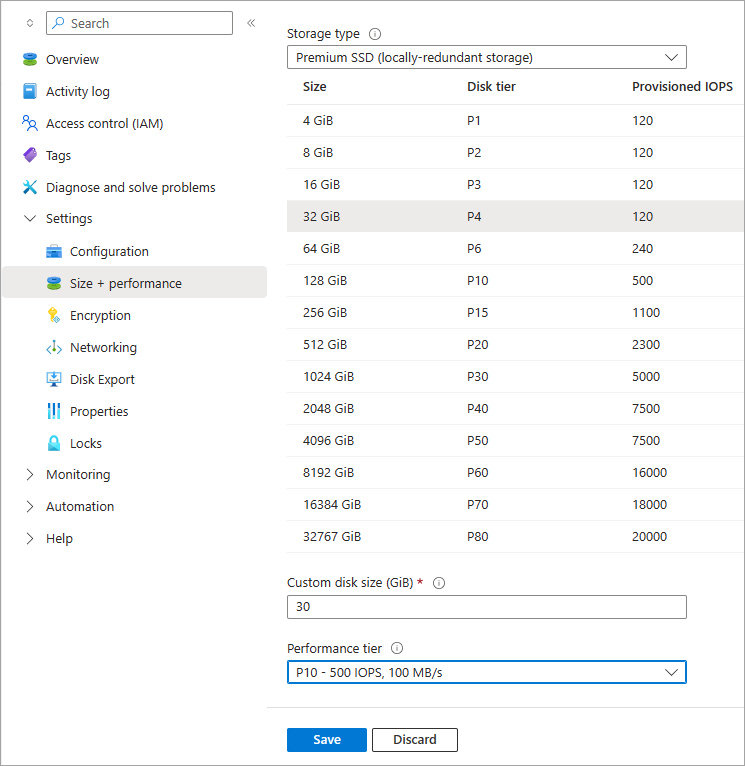 Search
Overview
Activity log
Access control (IAM)
Tags
Diagnose and solve problems
Settings
Configuration
Size + performance
Encryption
Networking
Disk Export
Properties
Locks
Monitoring
Automation
Help
Storage type
Premium SSD (locally-redundant storage)
Size Disk tier Provisioned IOPS
4 GiB P1 120
8 GiB P2 120
16 GiB P3 120
32 GiB P4 120
64 GiB P6 240
128 GiB P10 500
256 GiB P15 1100
512 GiB P20 2300
1024 GiB P30 5000
2048 GiB P40 7500
4096 GiB P50 7500
8192 GiB P60 16000
16384 GiB P70 18000
32767 GiB P80 20000
Custom disk size (GiB) *
30
Performance tier
P10 - 500 IOPS, 100 MB/s
Save Discard